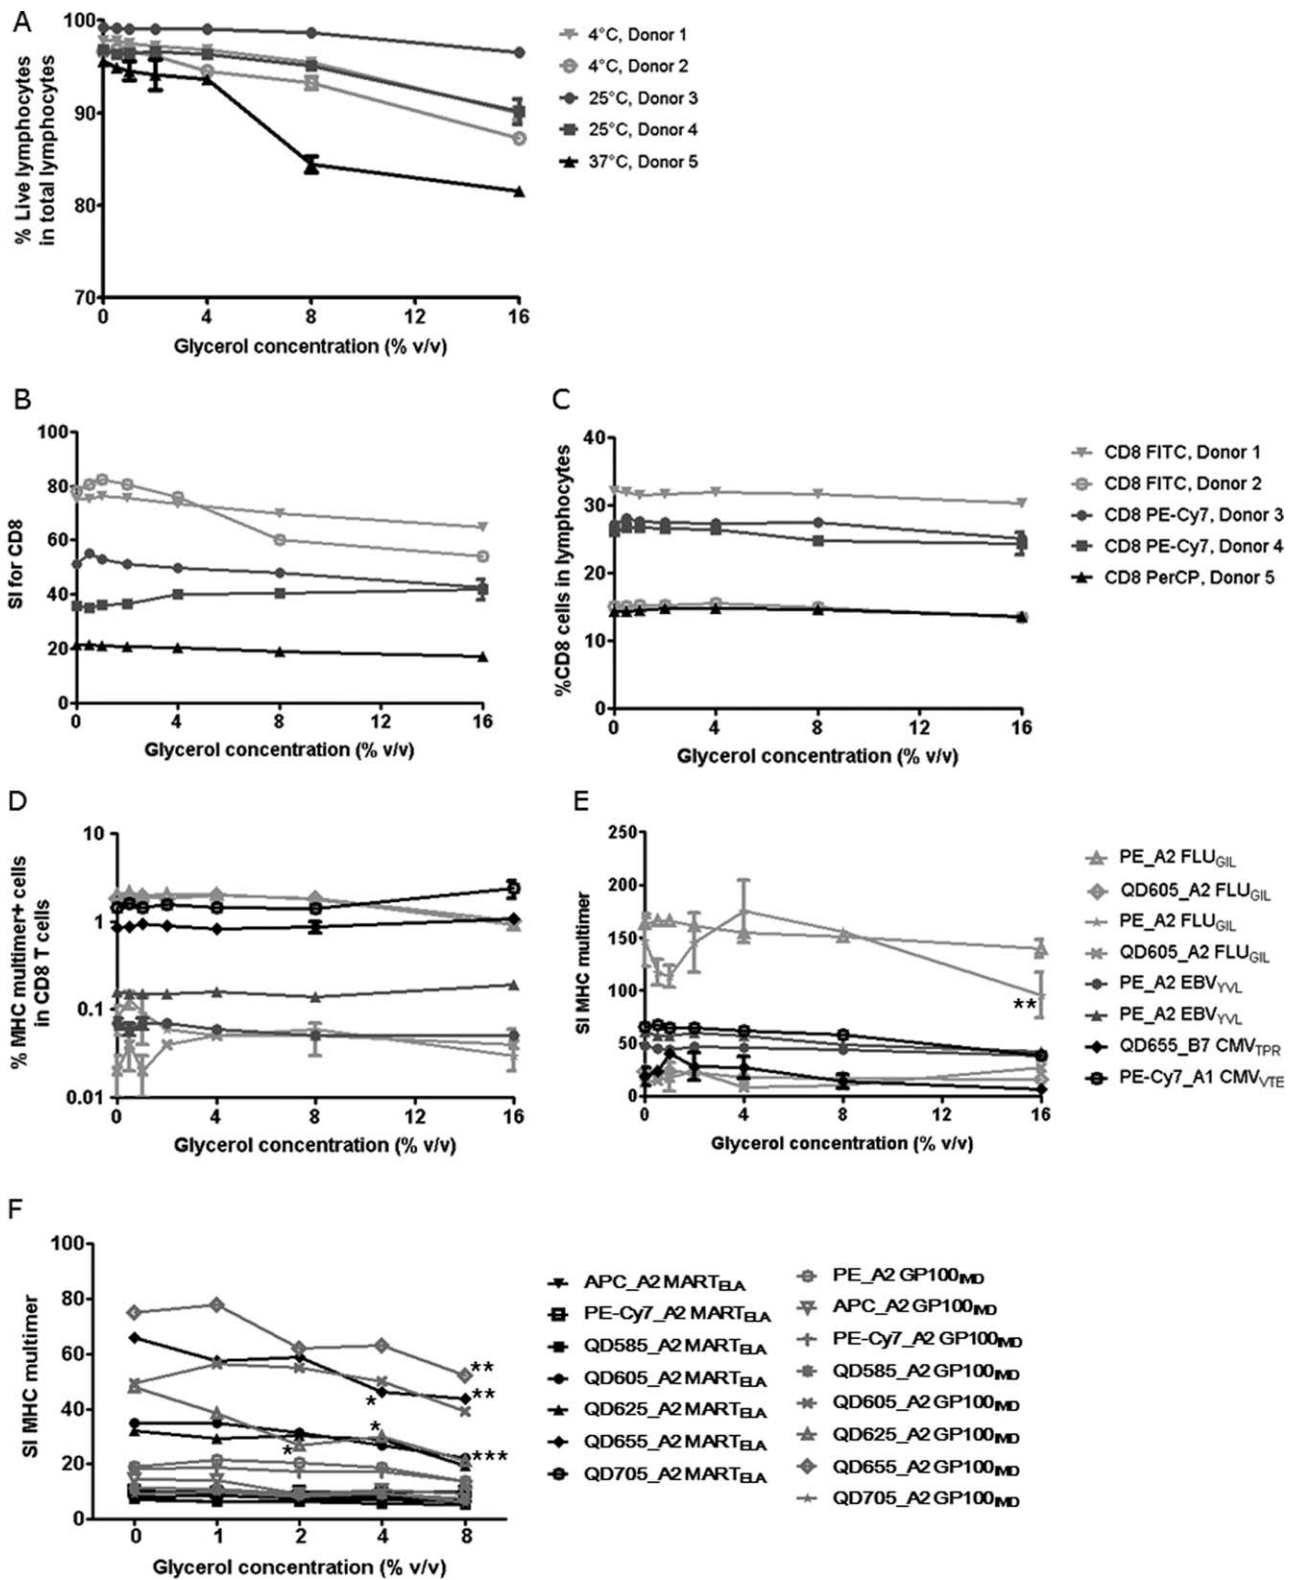 A
100
90
80
70
0
4
8
12
16
% Live lymphocytes
in total lymphocytes
Glycerol concentration (% v/v)
4°C, Donor 1
4°C, Donor 2
25°C, Donor 3
25°C, Donor 4
37°C, Donor 5
B
100
80
60
40
20
0
0
4
8
12
16
SI for CD8
Glycerol concentration (% v/v)
C
40
30
20
10
0
0
4
8
12
16
%CD8 cells in lymphocytes
Glycerol concentration (% v/v)
CD8 FITC, Donor 1
CD8 FITC, Donor 2
CD8 PE-Cy7, Donor 3
CD8 PE-Cy7, Donor 4
CD8 PerCP, Donor 5
D
10
1
0.1
0.01
0
4
8
12
16
% MHC multimer+ cells
in CD8 T cells
Glycerol concentration (% v/v)
E
250
200
150
100
50
0
0
4
8
12
16
**
SI MHC multimer
Glycerol concentration (% v/v)
PE_A2 FLUGIL
QD605_A2 FLUGIL
PE_A2 FLUGIL
QD605_A2 FLUGIL
PE_A2 EBVYVL
PE_A2 EBVYVL
QD655_B7 CMVTPR
PE-Cy7_A1 CMVVTE
F
100
80
60
40
20
0
0
1
2
4
8
**
**
*
*
*
***
SI MHC multimer
Glycerol concentration (% v/v)
APC_A2 MARTELA
PE-Cy7_A2 MARTELA
QD585_A2 MARTELA
QD605_A2 MARTELA
QD625_A2 MARTELA
QD655_A2 MARTELA
QD705_A2 MARTELA
PE_A2 GP100IMD
APC_A2 GP100IMD
PE-Cy7_A2 GP100IMD
QD585_A2 GP100IMD
QD605_A2 GP100IMD
QD625_A2 GP100IMD
QD655_A2 GP100IMD
QD705_A2 GP100IMD